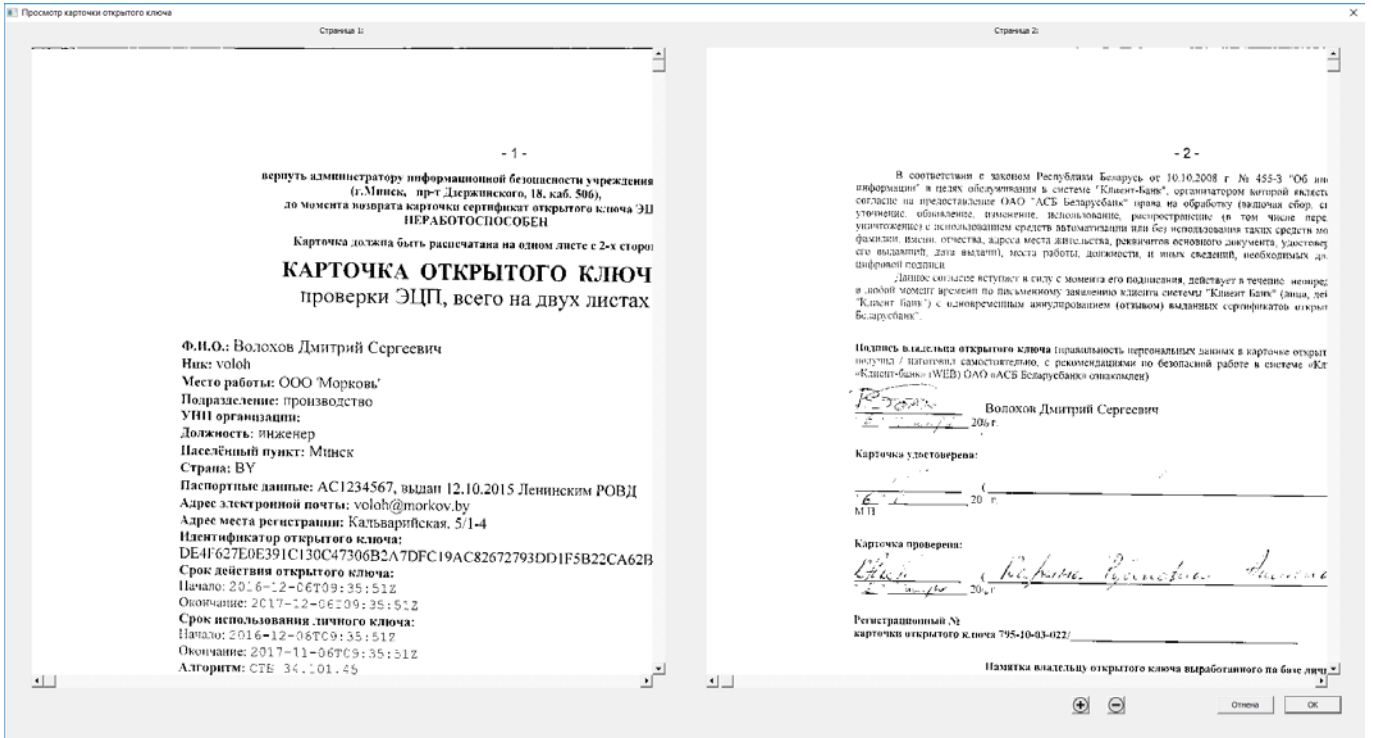 Просмотр карточки открытого ключа
Страница 1:
- 1 -
вернуть администратору информационной безопасности учреждения
(г.Минск, пр-т Дзержинского, 18, каб. 506),
до момента возврата карточки сертификат открытого ключа ЭЦ
НЕРАБОТОСПОСОБЕН
Карточка должна быть распечатана на одном листе с 2-х сторо
КАРТОЧКА ОТКРЫТОГО КЛЮЧ
проверки ЭЦП, всего на двух листах
Ф.И.О.: Волохов Дмитрий Сергеевич
Ник: voloh
Место работы: ООО 'Морковь'
Подразделение: производство
УНП организации:
Должность: инженер
Населённый пункт: Минск
Страна: BY
Паспортные данные: AC1234567, выдан 12.10.2015 Ленинским РОВД
Адрес электронной почты: voloh@morkov.by
Адрес места регистрации: Кальварийская, 5/1-4
Идентификатор открытого ключа:
DE4F627E0E391C130C47306B2A7DFC19AC82672793DD1F5B22CA62B
Срок действия открытого ключа:
Начало: 2016-12-06T09:35:51Z
Окончание: 2017-12-06T09:35:51Z
Срок использования личного ключа:
Начало: 2016-12-06T09:35:51Z
Окончание: 2017-11-06T09:35:51Z
Алгоритм: СТБ 34.101.45
Страница 2:
- 2 -
В соответствии с законом Республики Беларусь от 10.10.2008 г № 455-З "Об ин
информации" в целях обслуживания в системе "Клиент-Банк", организатором которой являетс
согласие на предоставление ОАО "АСБ Беларусбанк" права на обработку (включая сбор, с
уточнение, обновление, изменение, использование, распространение (в том числе пере
уничтожение) с использованием средств автоматизации или без использования таких средств мо
фамилии, имени, отчества, адреса места жительства, реквизитов основного документа, удостовер
его выдавший, дата выдачи), места работы, должности, и иных сведений, необходимых дл
цифровой подписи
Данное согласие вступает в силу с момента его подписания, действует в течение неопред
в любой момент времени по письменному заявлению клиента системы "Клиент Банк" (лица, дей
"Клиент банк") с одновременным аннулированием (отзывом) выданных сертификатов открыт
Беларусбанк".
Подпись владельца открытого ключа (правильность персональных данных в карточке открыт
получил / изготовил самостоятельно, с рекомендациями по безопасной работе в системе «Кл
«Клиент-банк» (WEB) ОАО «АСБ Беларусбанк» ознакомлен)
Волохов Дмитрий Сергеевич
г.
Карточка удостоверена:
20 г.
М П
Карточка проверена:
г.
Регистрационный №
карточки открытого ключа 795-10-03-022/
Памятка владельцу открытого ключа выработанного на базе личн
Отмена
OK